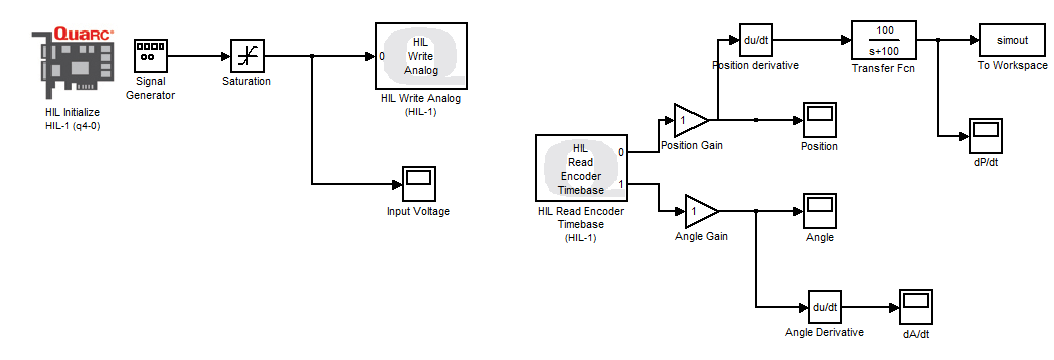 QUARC
HIL Initialize
HIL-1 (q4-0)
Signal
Generator
Saturation
0
HIL
Write
Analog
HIL Write Analog
(HIL-1)
Input Voltage
HIL
Read
Encoder
Timebase
0
1
HIL Read Encoder
Timebase
(HIL-1)
1
Position Gain
du/dt
Position derivative
100
s+100
Transfer Fcn
simout
To Workspace
Position
dP/dt
1
Angle Gain
Angle
du/dt
Angle Derivative
dA/dt